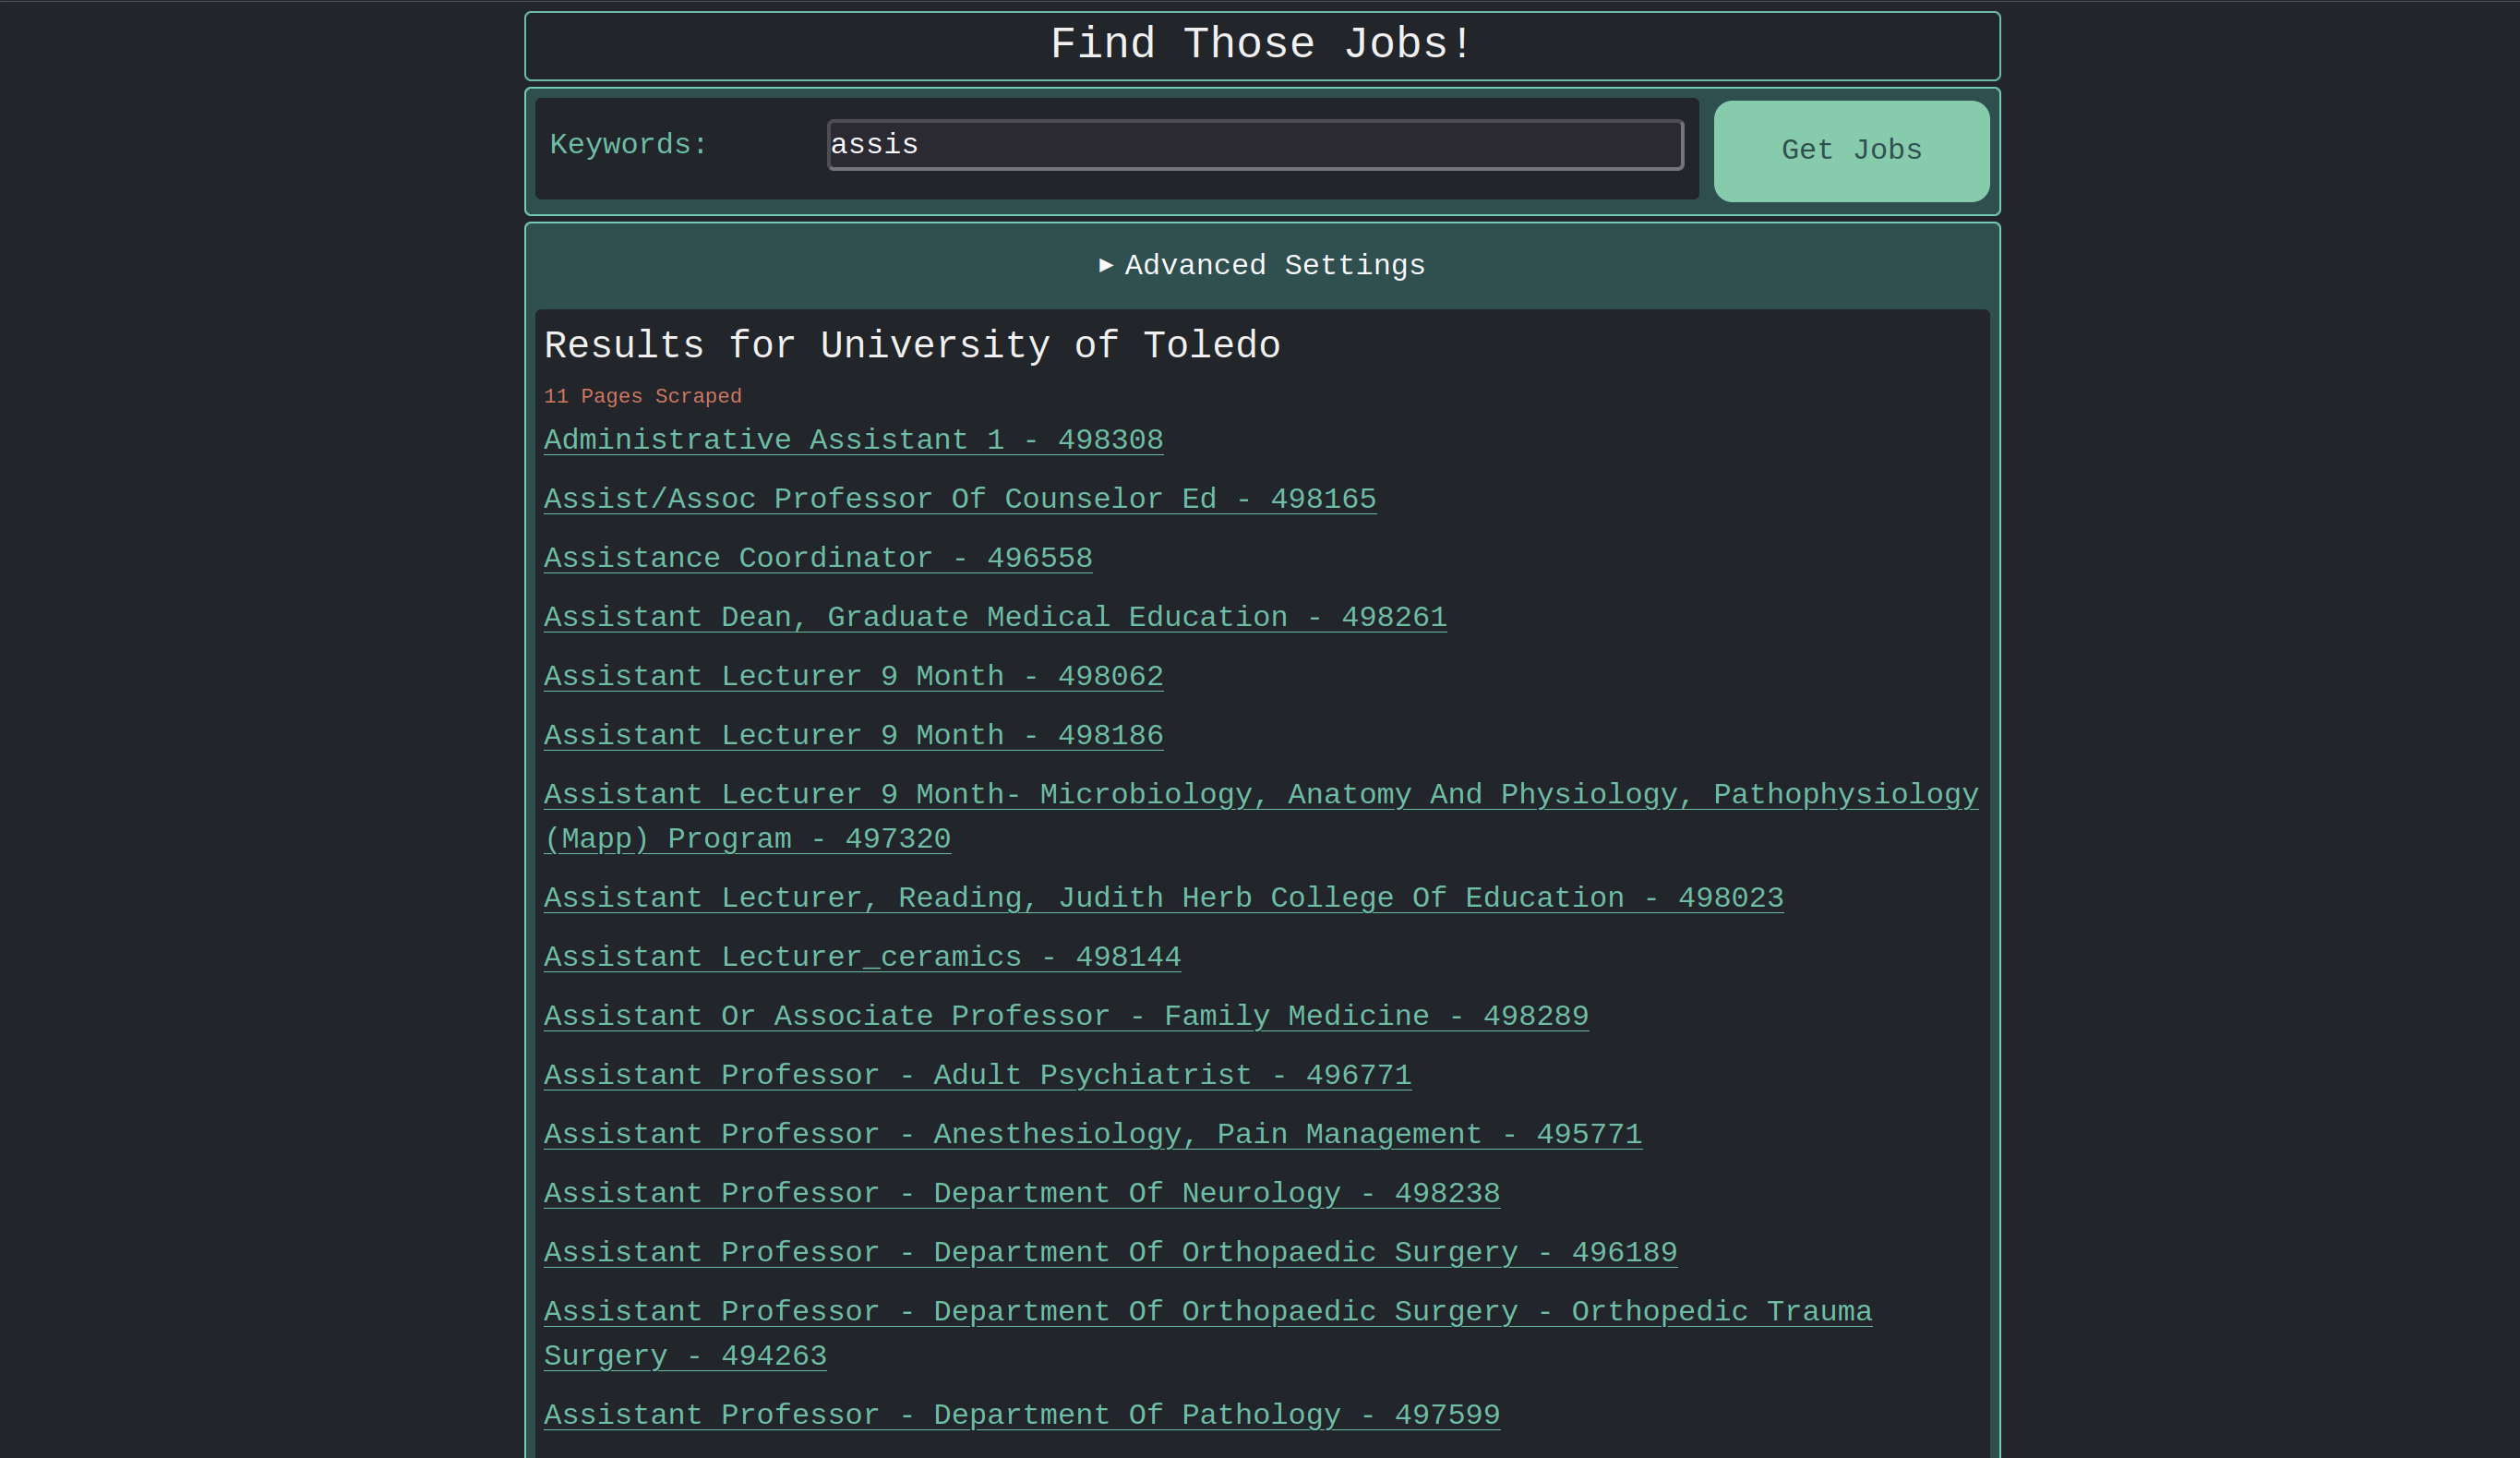 Find Those Jobs!
Keywords:
assis
Get Jobs
Advanced Settings
Results for University of Toledo
11 Pages Scraped
Administrative Assistant 1 - 498308
Assist/Assoc Professor Of Counselor Ed - 498165
Assistance Coordinator - 496558
Assistant Dean, Graduate Medical Education - 498261
Assistant Lecturer 9 Month - 498062
Assistant Lecturer 9 Month - 498186
Assistant Lecturer 9 Month- Microbiology, Anatomy And Physiology, Pathophysiology
(Mapp) Program - 497320
Assistant Lecturer, Reading, Judith Herb College Of Education - 498023
Assistant Lecturer_ceramics - 498144
Assistant Or Associate Professor - Family Medicine - 498289
Assistant Professor - Adult Psychiatrist - 496771
Assistant Professor - Anesthesiology, Pain Management - 495771
Assistant Professor - Department Of Neurology - 498238
Assistant Professor - Department Of Orthopaedic Surgery - 496189
Assistant Professor - Department Of Orthopaedic Surgery - Orthopedic Trauma
Surgery - 494263
Assistant Professor - Department Of Pathology - 497599